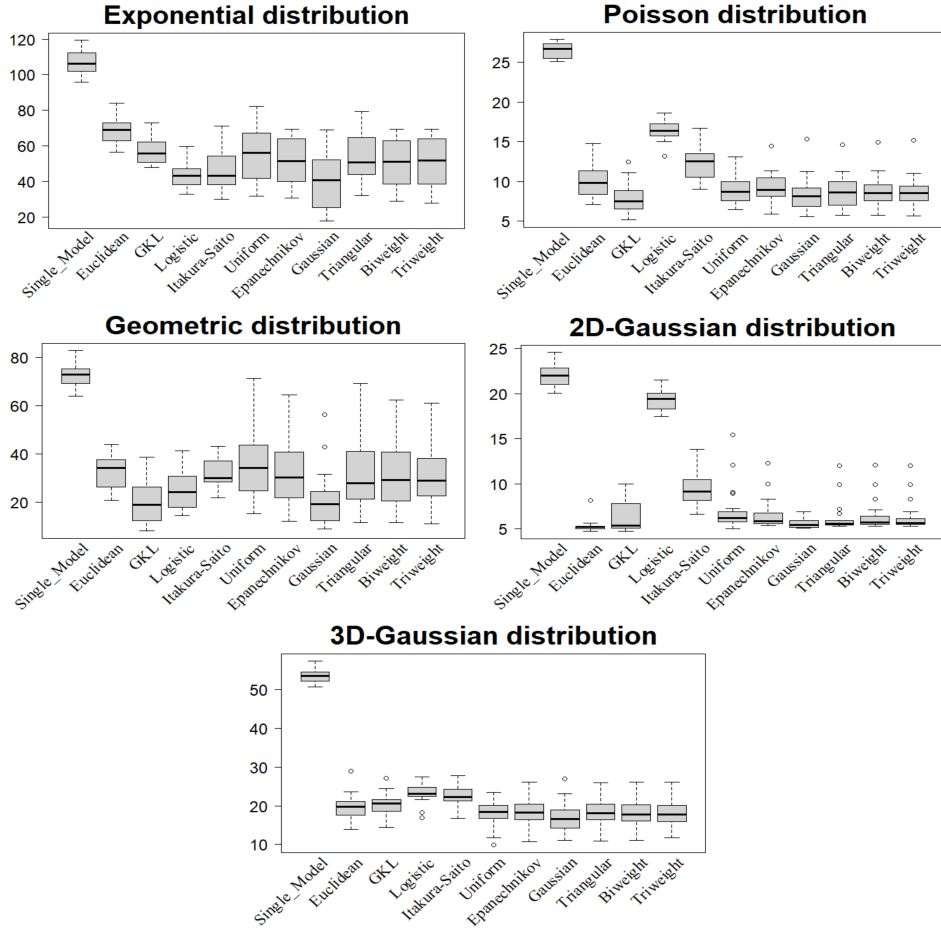 Exponential distribution
120
100
80
60
40
20
Single_Model
Euclidean
GKL
Logistic
Itakura-Saito
Uniform
Epanechnikov
Gaussian
Triangular
Biweight
Triweight
Poisson distribution
25
20
15
10
5
Single_Model
Euclidean
GKL
Logistic
Itakura-Saito
Uniform
Epanechnikov
Gaussian
Triangular
Biweight
Triweight
Geometric distribution
80
60
40
20
Single_Model
Euclidean
GKL
Logistic
Itakura-Saito
Uniform
Epanechnikov
Gaussian
Triangular
Biweight
Triweight
2D-Gaussian distribution
25
20
15
10
5
Single_Model
Euclidean
GKL
Logistic
Itakura-Saito
Uniform
Epanechnikov
Gaussian
Triangular
Biweight
Triweight
3D-Gaussian distribution
50
40
30
20
10
Single_Model
Euclidean
GKL
Logistic
Itakura-Saito
Uniform
Epanechnikov
Gaussian
Triangular
Biweight
Triweight